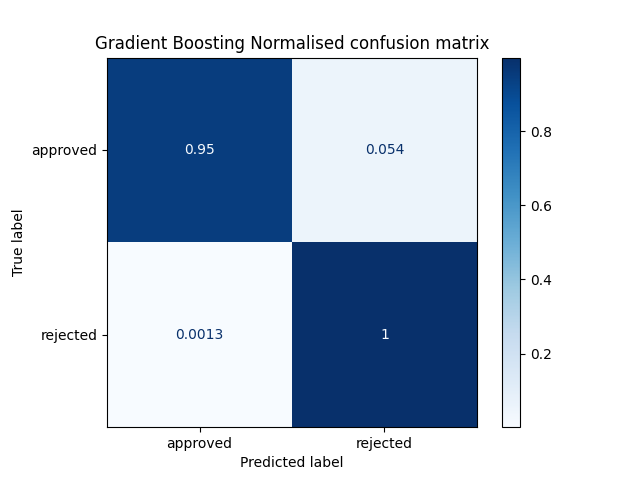 Gradient Boosting Normalised confusion matrix
approved
0.95
0.054
rejected
0.0013
1
approved
rejected
Predicted label
True label
0.8
0.6
0.4
0.2